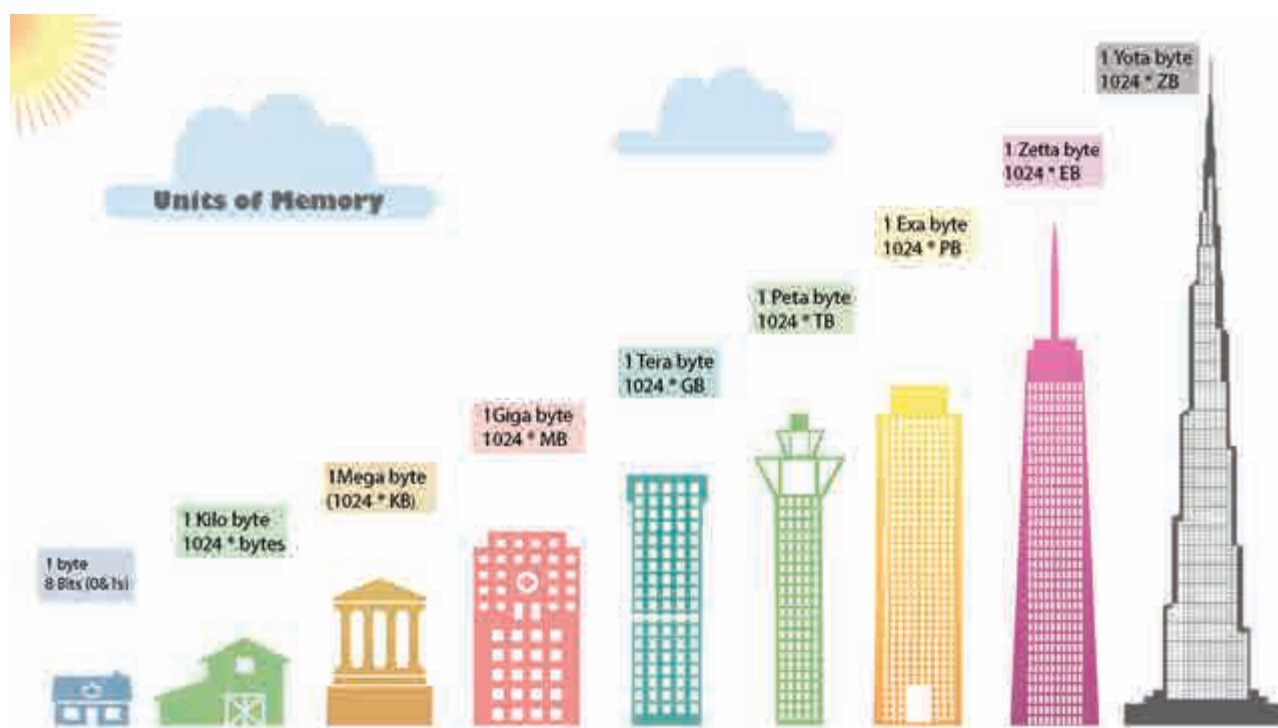 Units of Memory
1 byte
8 Bits (0&1s)
1 Kilo byte
1024 * bytes
1Mega byte
(1024 * KB)
1Giga byte
1024 * MB
1 Tera byte
1024 * GB
1 Peta byte
1024 * TB
1 Exa byte
1024 * PB
1 Zetta byte
1024 * EB
1 Yota byte
1024 * ZB